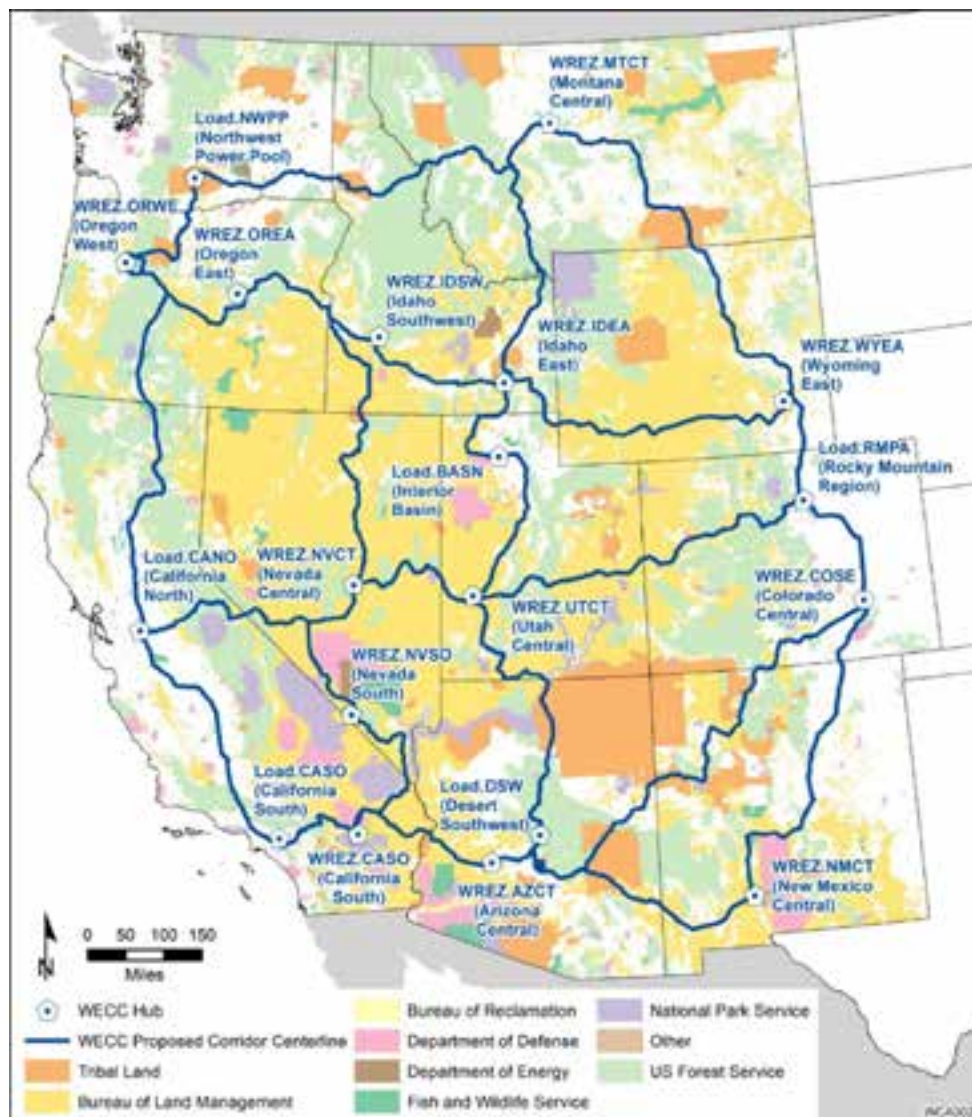 WREZ.MTCT
(Montana
Central)
Load.NWPP
(Northwest
Power Pool)
WREZ.ORWE
(Oregon
West)
WREZ.OREA
(Oregon
East)
WREZ.IDSW
(Idaho
Southwest)
WREZ.IDEA
(Idaho
East)
WREZ.WYEA
(Wyoming
East)
Load.BASN
(Interior
Basin)
Load.RMPA
(Rocky Mountain
Region)
Load.CANO
(California
North)
WREZ.NVCT
(Nevada
Central)
WREZ.UTCT
(Utah
Central)
WREZ.COSE
(Colorado
Central)
WREZ.NVSO
(Nevada
South)
Load.CASO
(California
South)
Load.DSW
(Desert
Southwest)
WREZ.CASO
(California
South)
WREZ.AZCT
(Arizona
Central)
WREZ.NMCT
(New Mexico
Central)
N
0 50 100 150
Miles
WECC Hub
WECC Proposed Corridor Centerline
Tribal Land
Bureau of Land Management
Bureau of Reclamation
Department of Defense
Department of Energy
Fish and Wildlife Service
National Park Service
Other
US Forest Service